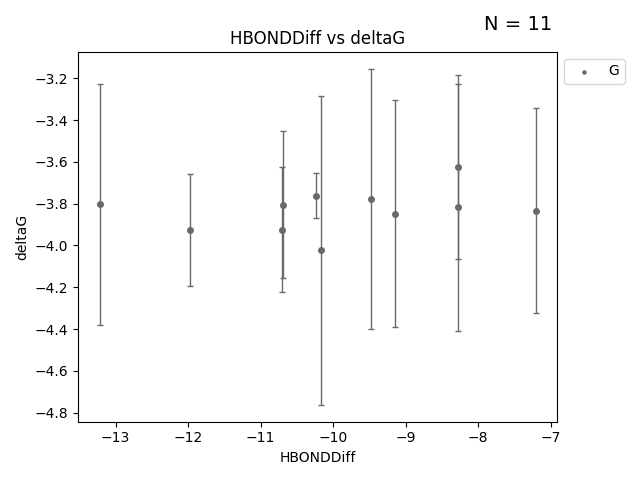 N = 11
HBONDDiff vs deltaG
G
−3.2
−3.4
−3.6
−3.8
−4.0
−4.2
−4.4
−4.6
−4.8
deltaG
−13 −12 −11 −10 −9 −8 −7
HBONDDiff